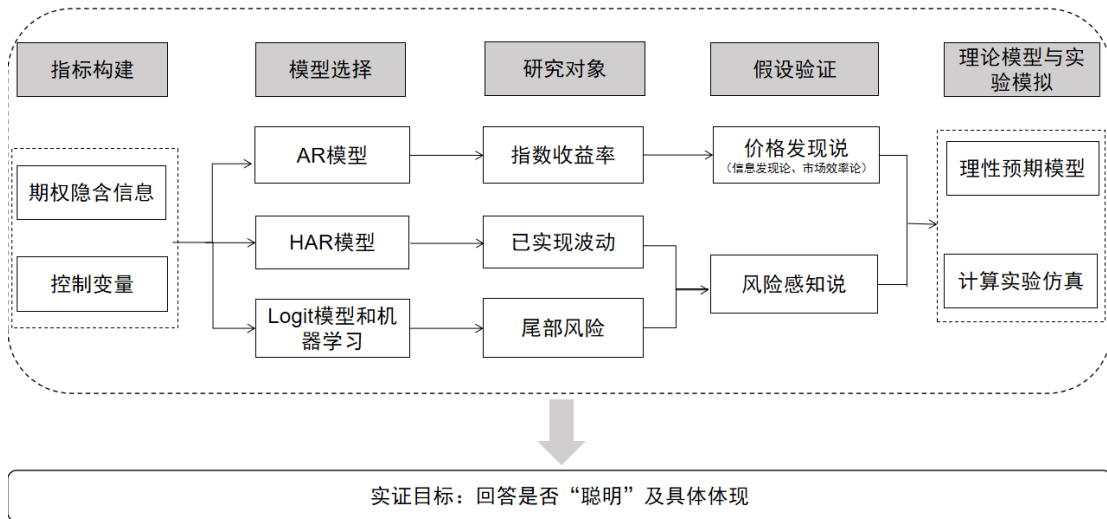 指标构建
模型选择
研究对象
假设验证
理论模型与实
验模拟
期权隐含信息
控制变量
AR模型
指数收益率
价格发现说
（信息发现论、市场效率论）
HAR模型
已实现波动
风险感知说
Logit模型和机
器学习
尾部风险
理性预期模型
计算实验仿真
实证目标：回答是否“聪明”及具体体现